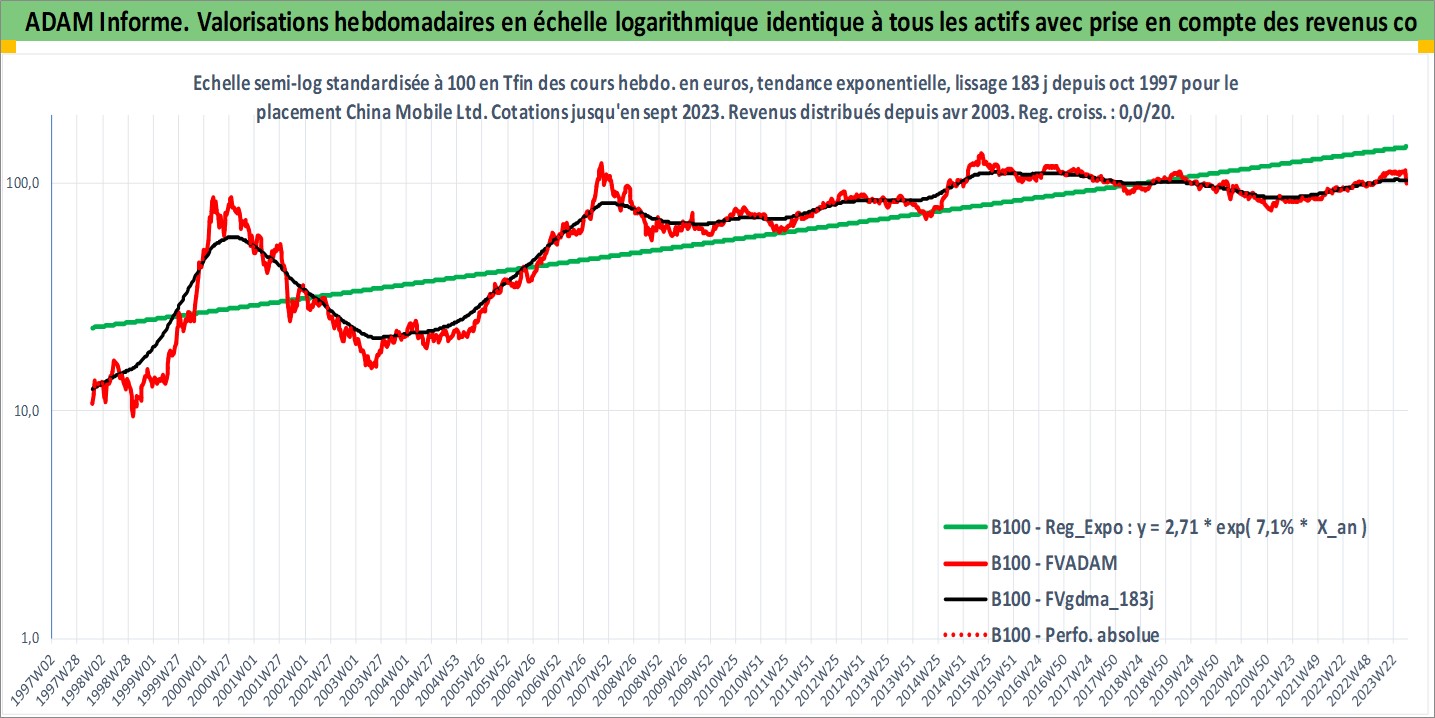 ADAM Informe. Valorisations hebdomadaires en échelle logarithmique identique à tous les actifs avec prise en compte des revenus co
Echelle semi-log standardisée à 100 en Tfin des cours hebdo. en euros, tendance exponentielle, lissage 183 j depuis oct 1997 pour le
placement China Mobile Ltd. Cotations jusqu'en sept 2023. Revenus distribués depuis avr 2003. Reg. croiss. : 0,0/20.
100,0
10,0
1,0
B100 - Reg_Expo : y = 2,71 * exp( 7,1% * X_an )
B100 - FVADAM
B100 - FVgdma_183j
B100 - Perfo. absolue
1997W02
1997W28
1998W02
1998W28
1999W01
1999W27
2000W01
2000W27
2001W01
2001W27
2002W01
2002W27
2003W01
2003W27
2004W01
2004W27
2004W53
2005W26
2005W52
2006W26
2006W52
2007W26
2007W52
2008W26
2008W52
2009W26
2009W52
2010W25
2010W51
2011W25
2011W51
2012W25
2012W51
2013W25
2013W51
2014W25
2014W51
2015W25
2015W51
2016W24
2016W50
2017W24
2017W50
2018W24
2018W50
2019W24
2019W50
2020W24
2020W50
2021W23
2021W49
2022W22
2022W48
2023W22